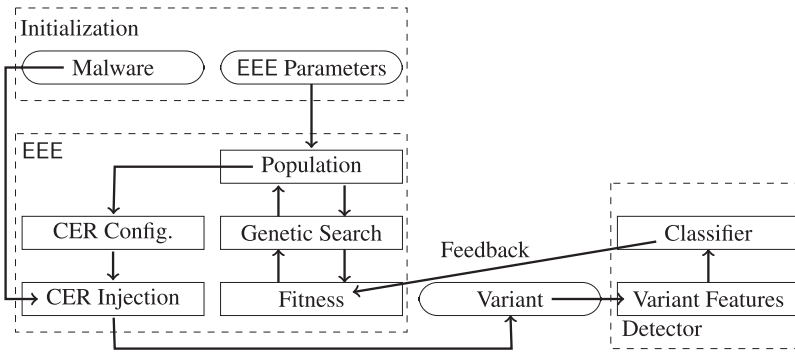 Initialization
Malware
EEE Parameters
EEE
Population
CER Config.
Genetic Search
Feedback
Classifier
CER Injection
Fitness
Variant
Variant Features
Detector